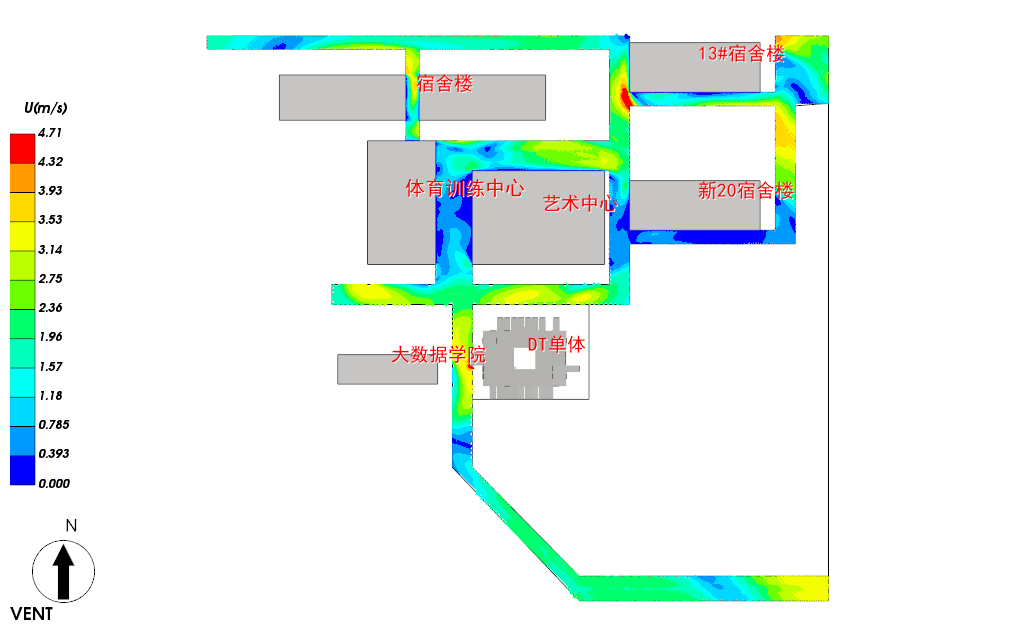 13#宿舍楼
宿舍楼
U(m/s)
4.71
4.32
3.93
3.53
3.14
2.75
2.36
1.96
1.57
1.18
0.785
0.393
0.000
体育训练中心
艺术中心
新20宿舍楼
大数据学院
DT单体
N
VENT